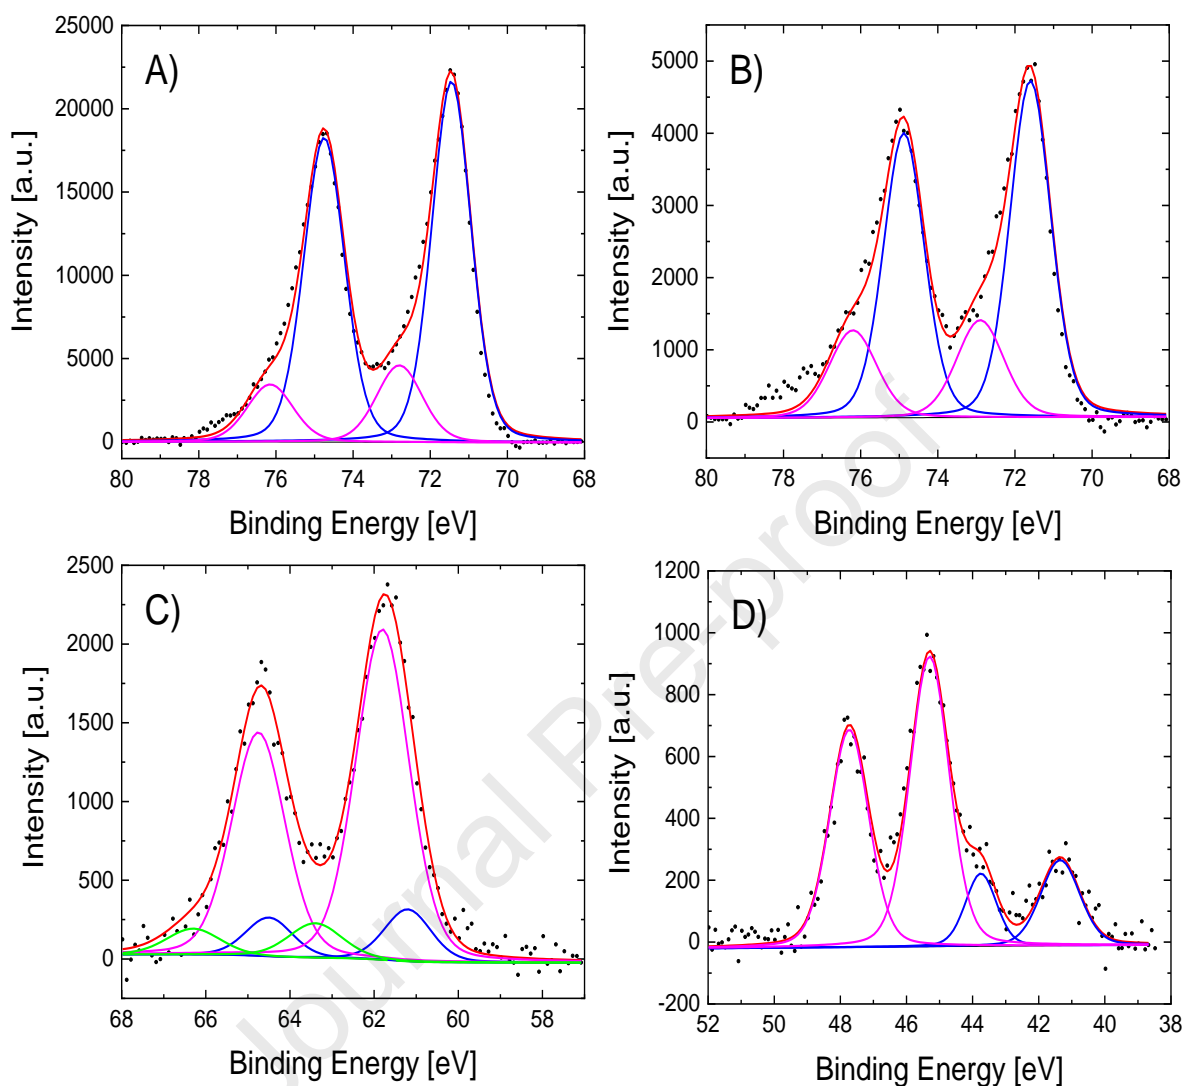 A)
Intensity [a.u.]
25000
20000
15000
10000
5000
0
80 78 76 74 72 70 68
Binding Energy [eV]
B)
Intensity [a.u.]
5000
4000
3000
2000
1000
0
80 78 76 74 72 70 68
Binding Energy [eV]
C)
Intensity [a.u.]
2500
2000
1500
1000
500
0
68 66 64 62 60 58
Binding Energy [eV]
D)
Intensity [a.u.]
1200
1000
800
600
400
200
0
-200
52 50 48 46 44 42 40 38
Binding Energy [eV]
Journal Pre-proof